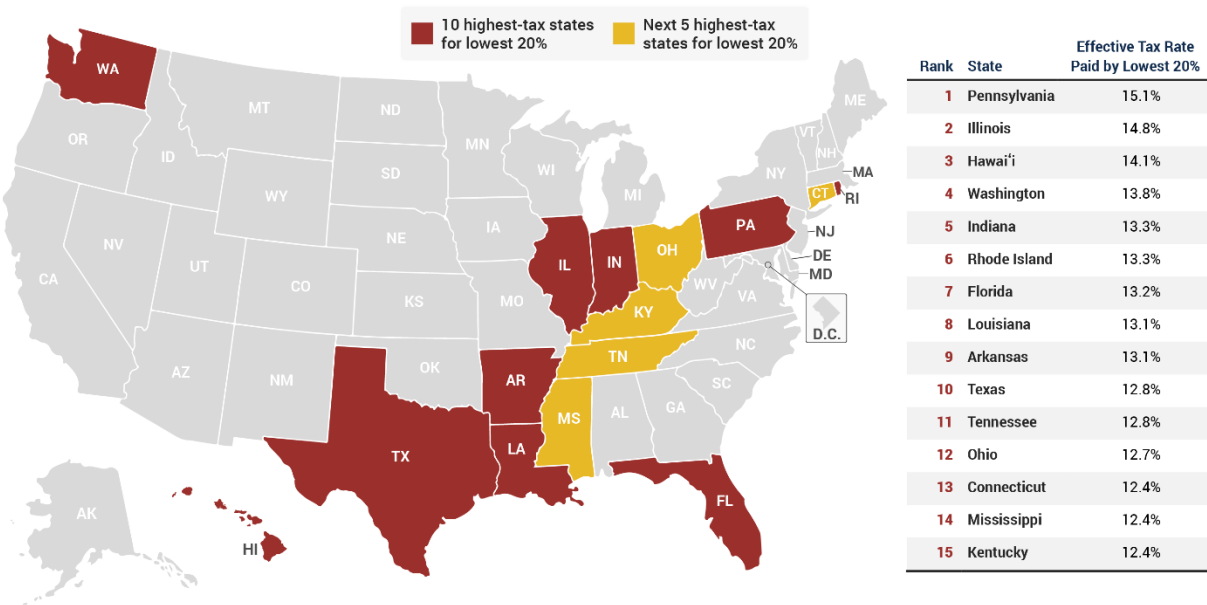 10 highest-tax states
for lowest 20%
Next 5 highest-tax
states for lowest 20%
WA
MT
ND
MN
ME
OR
ID
SD
WI
VT
NH
WY
MI
NY
MA
CT
RI
NV
NE
IA
PA
NJ
UT
IL
IN
OH
DE
CA
CO
MD
KS
MO
WV
VA
KY
D.C.
NC
TN
AZ
NM
OK
AR
SC
MS
AL
GA
TX
LA
FL
AK
HI
Effective Tax Rate
Rank State Paid by Lowest 20%
1 Pennsylvania 15.1%
2 Illinois 14.8%
3 Hawaiʻi 14.1%
4 Washington 13.8%
5 Indiana 13.3%
6 Rhode Island 13.3%
7 Florida 13.2%
8 Louisiana 13.1%
9 Arkansas 13.1%
10 Texas 12.8%
11 Tennessee 12.8%
12 Ohio 12.7%
13 Connecticut 12.4%
14 Mississippi 12.4%
15 Kentucky 12.4%